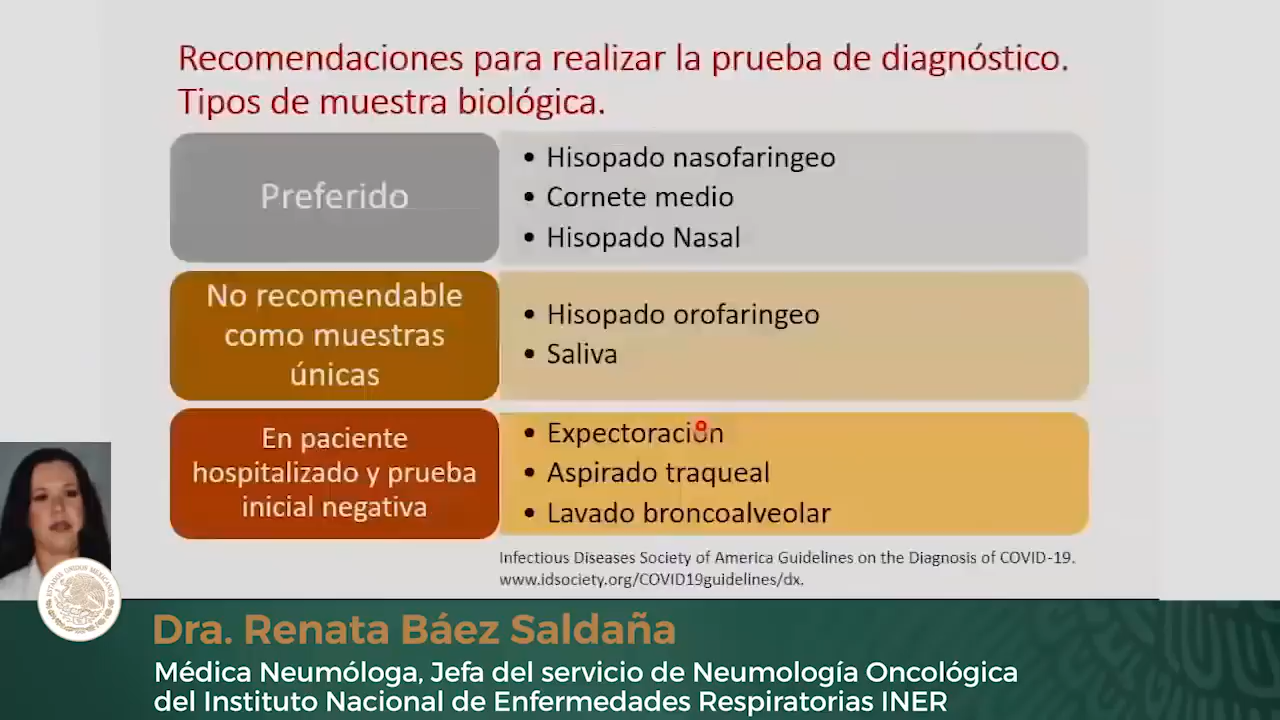 Recomendaciones para realizar la prueba de diagnóstico.
Tipos de muestra biológica.
Preferido
• Hisopado nasofaringeo
• Cornete medio
• Hisopado Nasal
No recomendable
como muestras
únicas
• Hisopado orofaringeo
• Saliva
En paciente
hospitalizado y prueba
inicial negativa
• Expectoración
• Aspirado traqueal
• Lavado broncoalveolar
Infectious Diseases Society of America Guidelines on the Diagnosis of COVID-19.
www.idsociety.org/COVID19guidelines/dx.
ESTADOS UNIDOS MEXICANOS
Dra. Renata Báez Saldaña
Médica Neumóloga, Jefa del servicio de Neumología Oncológica
del Instituto Nacional de Enfermedades Respiratorias INER